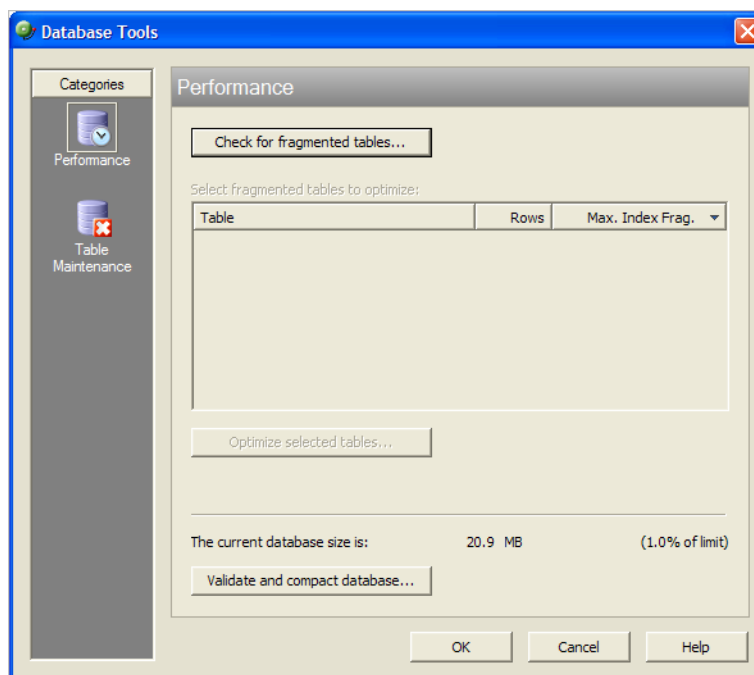 Database Tools
Categories
Performance
Table
Maintenance
Performance
Check for fragmented tables...
Select fragmented tables to optimize:
Table Rows Max. Index Frag.
Optimize selected tables...
The current database size is: 20.9 MB (1.0% of limit)
Validate and compact database...
OK Cancel Help